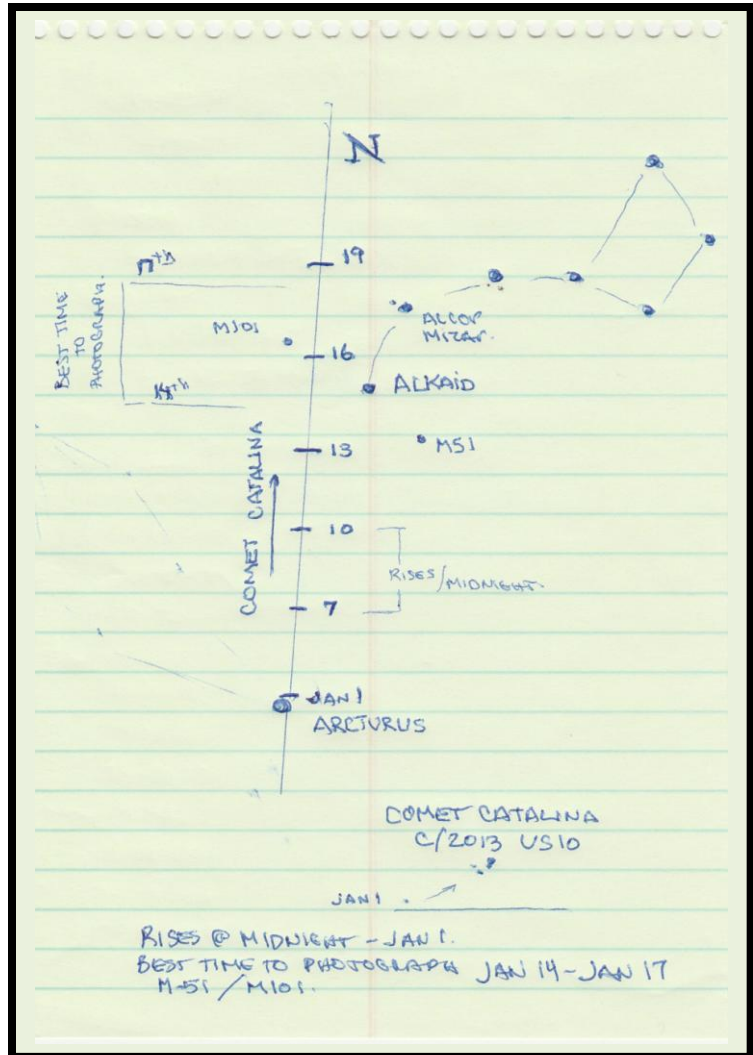 N
19
17th
BEST TIME
TO
PHOTOGRAPH.
M101
16
ALCOR
MIZAR.
ALKAID
13
M51
COMET CATALINA
10
RISES/MIDNIGHT.
7
JAN 1
ARCTURUS
COMET CATALINA
C/2013 US10
JAN 1
RISES @ MIDNIGHT - JAN 1.
BEST TIME TO PHOTOGRAPH JAN 14-JAN 17
M-51 / M101.